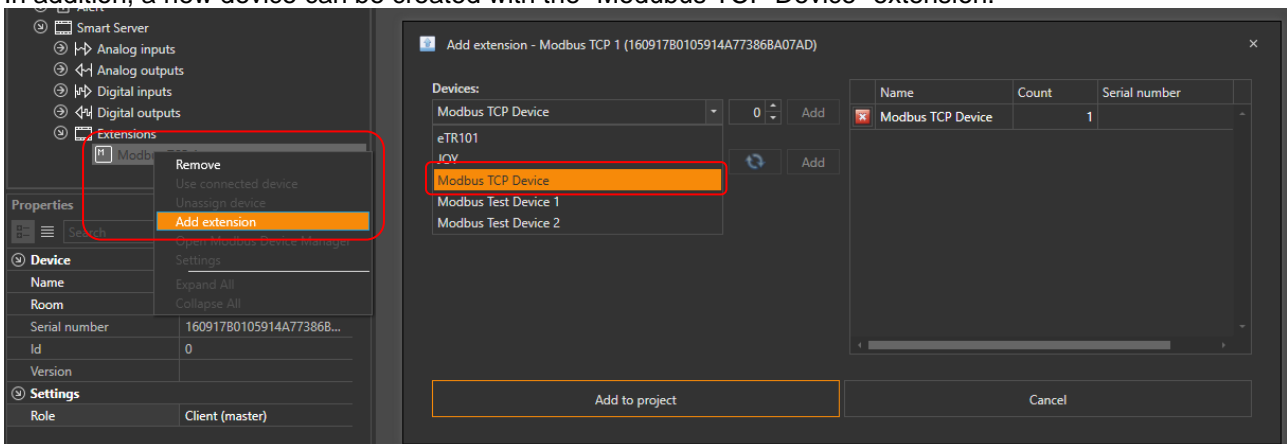 In addition, a new device can be created with the "Modubus TCP Device" extension.
Alert
Smart Server
Analog inputs
Analog outputs
Digital inputs
Digital outputs
Extensions
Modbus TCP 1
Remove
Use connected device
Unassign device
Add extension
Open Modbus Device Manager
Settings
Expand All
Collapse All
Properties
Search
Device
Name
Room
Serial number 160917B0105914A77386B...
Id 0
Version
Settings
Role Client (master)
Add extension - Modbus TCP 1 (160917B0105914A77386BA07AD)
Devices:
Modbus TCP Device 0 Add
eTR101
JOY Add
Modbus TCP Device
Modbus Test Device 1
Modbus Test Device 2
Name Count Serial number
Modbus TCP Device 1
Add to project Cancel